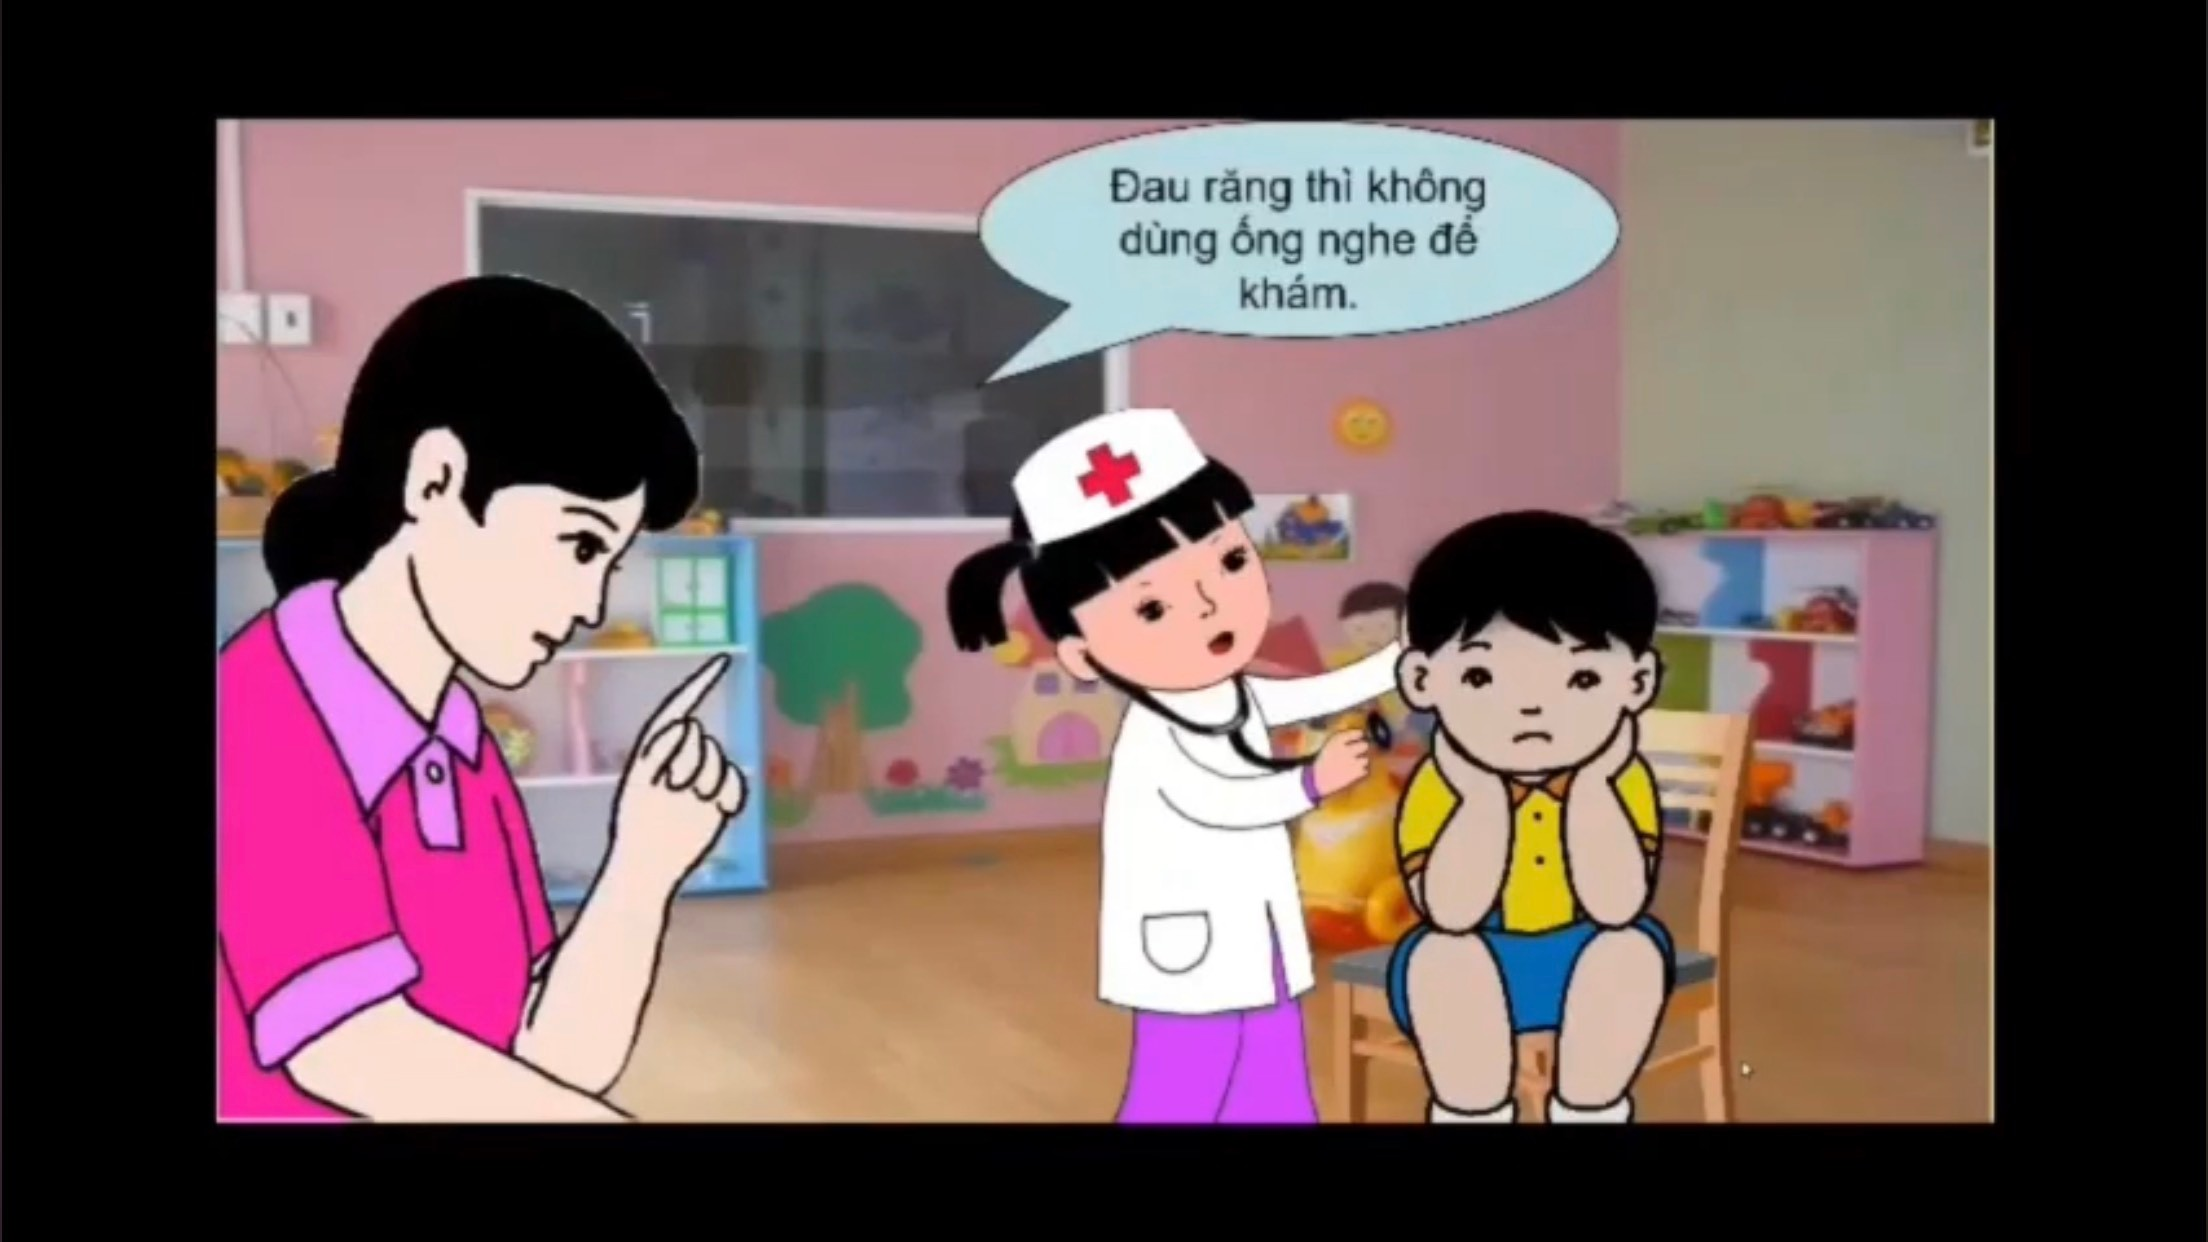 Đau răng thì không
dùng ống nghe để
khám.